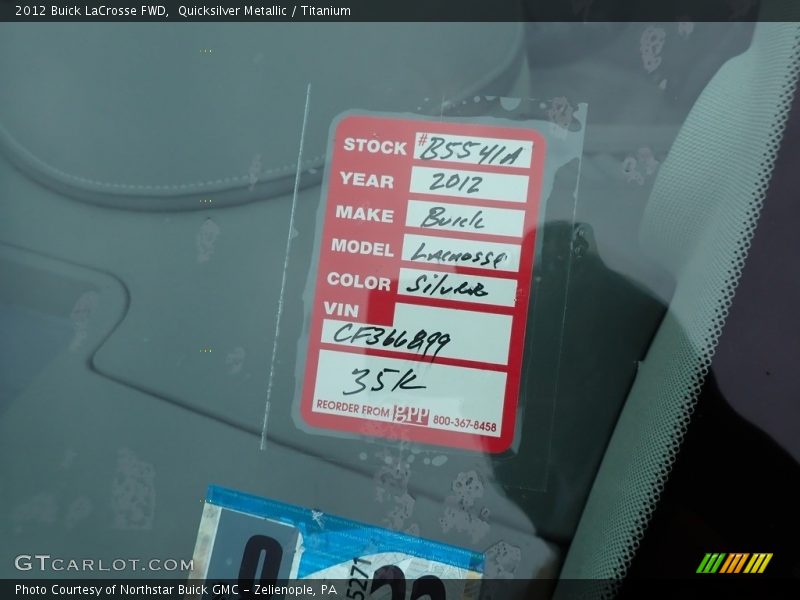 2012 Buick LaCrosse FWD, Quicksilver Metallic / Titanium
STOCK # B5541A
YEAR 2012
MAKE Buick
MODEL Lacrosse
COLOR Silver
VIN
CF366899
35K
REORDER FROM gpp 800-367-8458
5271
GTCARLOT.COM
Photo Courtesy of Northstar Buick GMC - Zelienople, PA